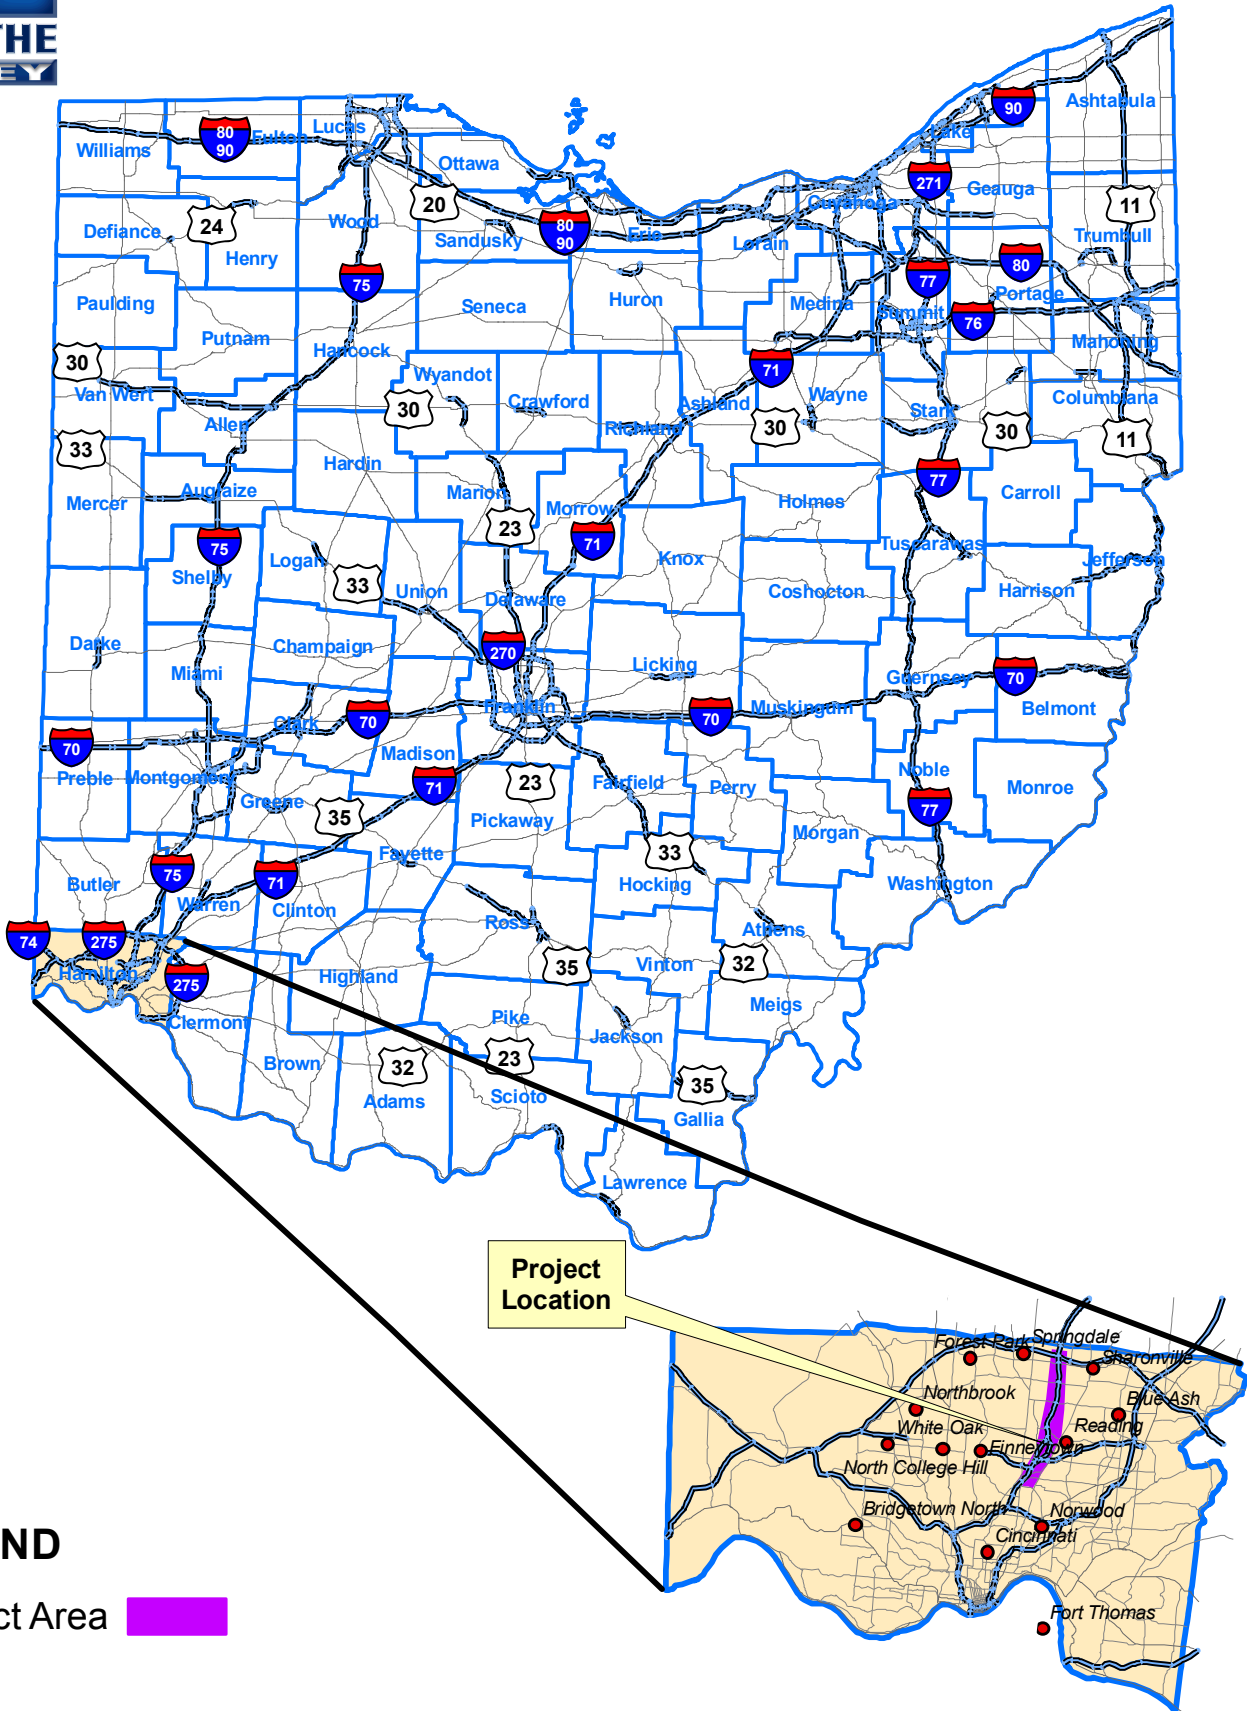 THE
EY
90
Ashtabula
Lake
80
90
Fulton
Lucas
Williams
Ottawa
271
Geauga
20
11
24
Wood
Cuyahoga
Defiance
80
90
Erie
Sandusky
Lorain
Trumbull
Henry
80
75
77
Paulding
Seneca
Huron
Medina
Portage
Summit
76
Putnam
Hancock
Mahoning
30
71
Wyandot
Van Wert
Crawford
Ashland
Wayne
Columbiana
30
Richland
30
Stark
30
11
Allen
33
Hardin
77
Mercer
Auglaize
Marion
Morrow
Holmes
Carroll
23
71
75
Logan
Knox
Tuscarawas
Jefferson
Shelby
33
Union
Delaware
Coshocton
Harrison
Darke
Champaign
270
Licking
Miami
Guernsey
70
Franklin
Muskingum
Belmont
Clark
70
70
70
Madison
Preble
Montgomery
71
23
Fairfield
Perry
Noble
Monroe
Greene
35
Pickaway
77
Morgan
33
Fayette
75
71
Butler
Hocking
Washington
Warren
Clinton
Ross
Athens
74
275
35
Vinton
32
Hamilton
Highland
275
Meigs
Clermont
Pike
Jackson
Brown
32
23
35
Adams
Scioto
Gallia
Lawrence
Project
Location
Forest Park
Springdale
Sharonville
Northbrook
Blue Ash
White Oak
Reading
Finneytown
North College Hill
Bridgetown North
Norwood
Cincinnati
ND
ct Area
Fort Thomas